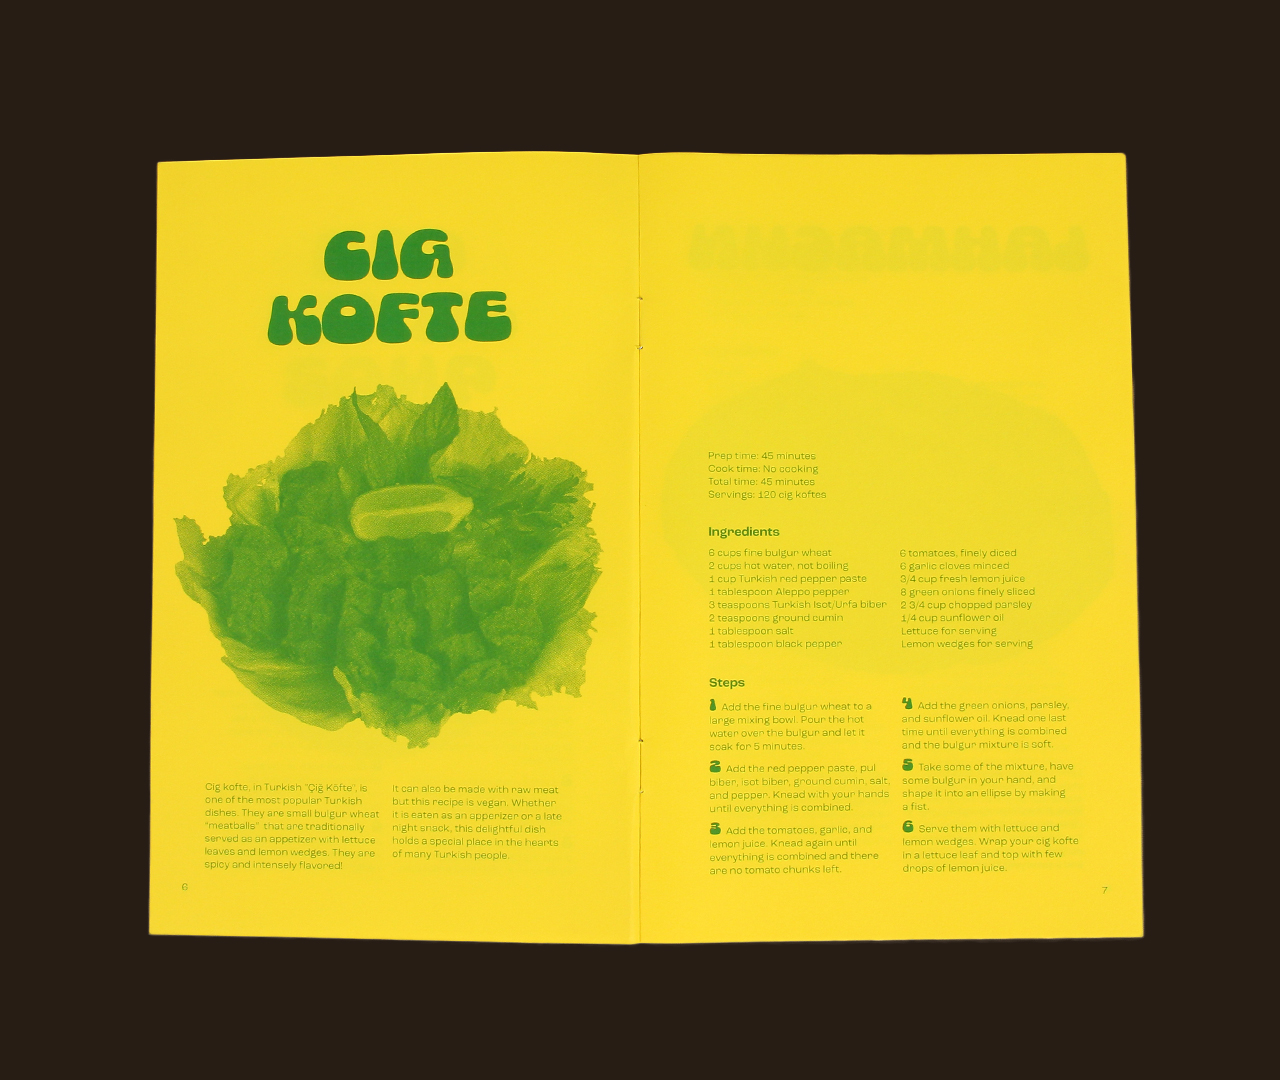 CIG
KOFTE
Cig kofte, in Turkish "Çiğ Köfte", is
one of the most popular Turkish
dishes. They are small bulgur wheat
"meatballs" that are traditionally
served as an appetizer with lettuce
leaves and lemon wedges. They are
spicy and intensely flavored!
It can also be made with raw meat
but this recipe is vegan. Whether
it is eaten as an apperizer or a late
night snack, this delightful dish
holds a special place in the hearts
of many Turkish people.
6
Prep time: 45 minutes
Cook time: No cooking
Total time: 45 minutes
Servings: 120 cig koftes
Ingredients
6 cups fine bulgur wheat
2 cups hot water, not boiling
1 cup Turkish red pepper paste
1 tablespoon Aleppo pepper
3 teaspoons Turkish Isot/Urfa biber
2 teaspoons ground cumin
1 tablespoon salt
1 tablespoon black pepper
6 tomatoes, finely diced
6 garlic cloves minced
3/4 cup fresh lemon juice
8 green onions finely sliced
2 3/4 cup chopped parsley
1/4 cup sunflower oil
Lettuce for serving
Lemon wedges for serving
Steps
1 Add the fine bulgur wheat to a
large mixing bowl. Pour the hot
water over the bulgur and let it
soak for 5 minutes.
2 Add the red pepper paste, pul
biber, isot biber, ground cumin, salt,
and pepper. Knead with your hands
until everything is combined.
3 Add the tomatoes, garlic, and
lemon juice. Knead again until
everything is combined and there
are no tomato chunks left.
4 Add the green onions, parsley,
and sunflower oil. Knead one last
time until everything is combined
and the bulgur mixture is soft.
5 Take some of the mixture, have
some bulgur in your hand, and
shape it into an ellipse by making
a fist.
6 Serve them with lettuce and
lemon wedges. Wrap your cig kofte
in a lettuce leaf and top with few
drops of lemon juice.
7